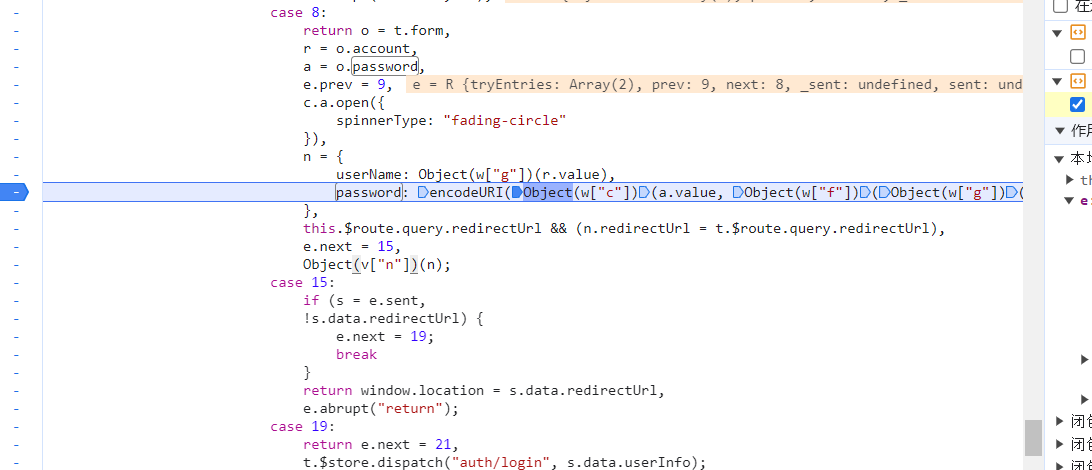 case 8:
return o = t.form,
r = o.account,
a = o.password,
e.prev = 9,  e = R {tryEntries: Array(2), prev: 9, next: 8, _sent: undefined, sent: und
c.a.open({
spinnerType: "fading-circle"
}),
n = {
userName: Object(w["g"])(r.value),
password: encodeURI(Object(w["c"])(a.value, Object(w["f"])(Object(w["g"])(
},
this.$route.query.redirectUrl && (n.redirectUrl = t.$route.query.redirectUrl),
e.next = 15,
Object(v["n"])(n);
case 15:
if (s = e.sent,
!s.data.redirectUrl) {
e.next = 19;
break
}
return window.location = s.data.redirectUrl,
e.abrupt("return");
case 19:
return e.next = 21,
t.$store.dispatch("auth/login", s.data.userInfo);
在
作用
本地
th
e:
闭包
闭包